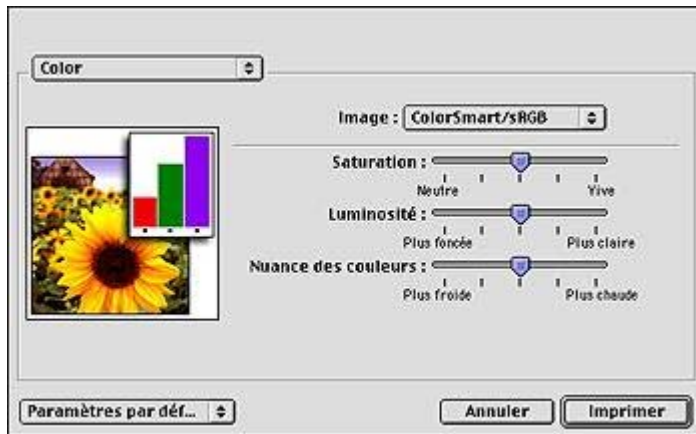 Color
Image : ColorSmart/sRGB
Saturation :
Neutre Vive
Luminosité :
Plus foncée Plus claire
Nuance des couleurs :
Plus froide Plus chaude
Paramètres par déf... Annuler Imprimer